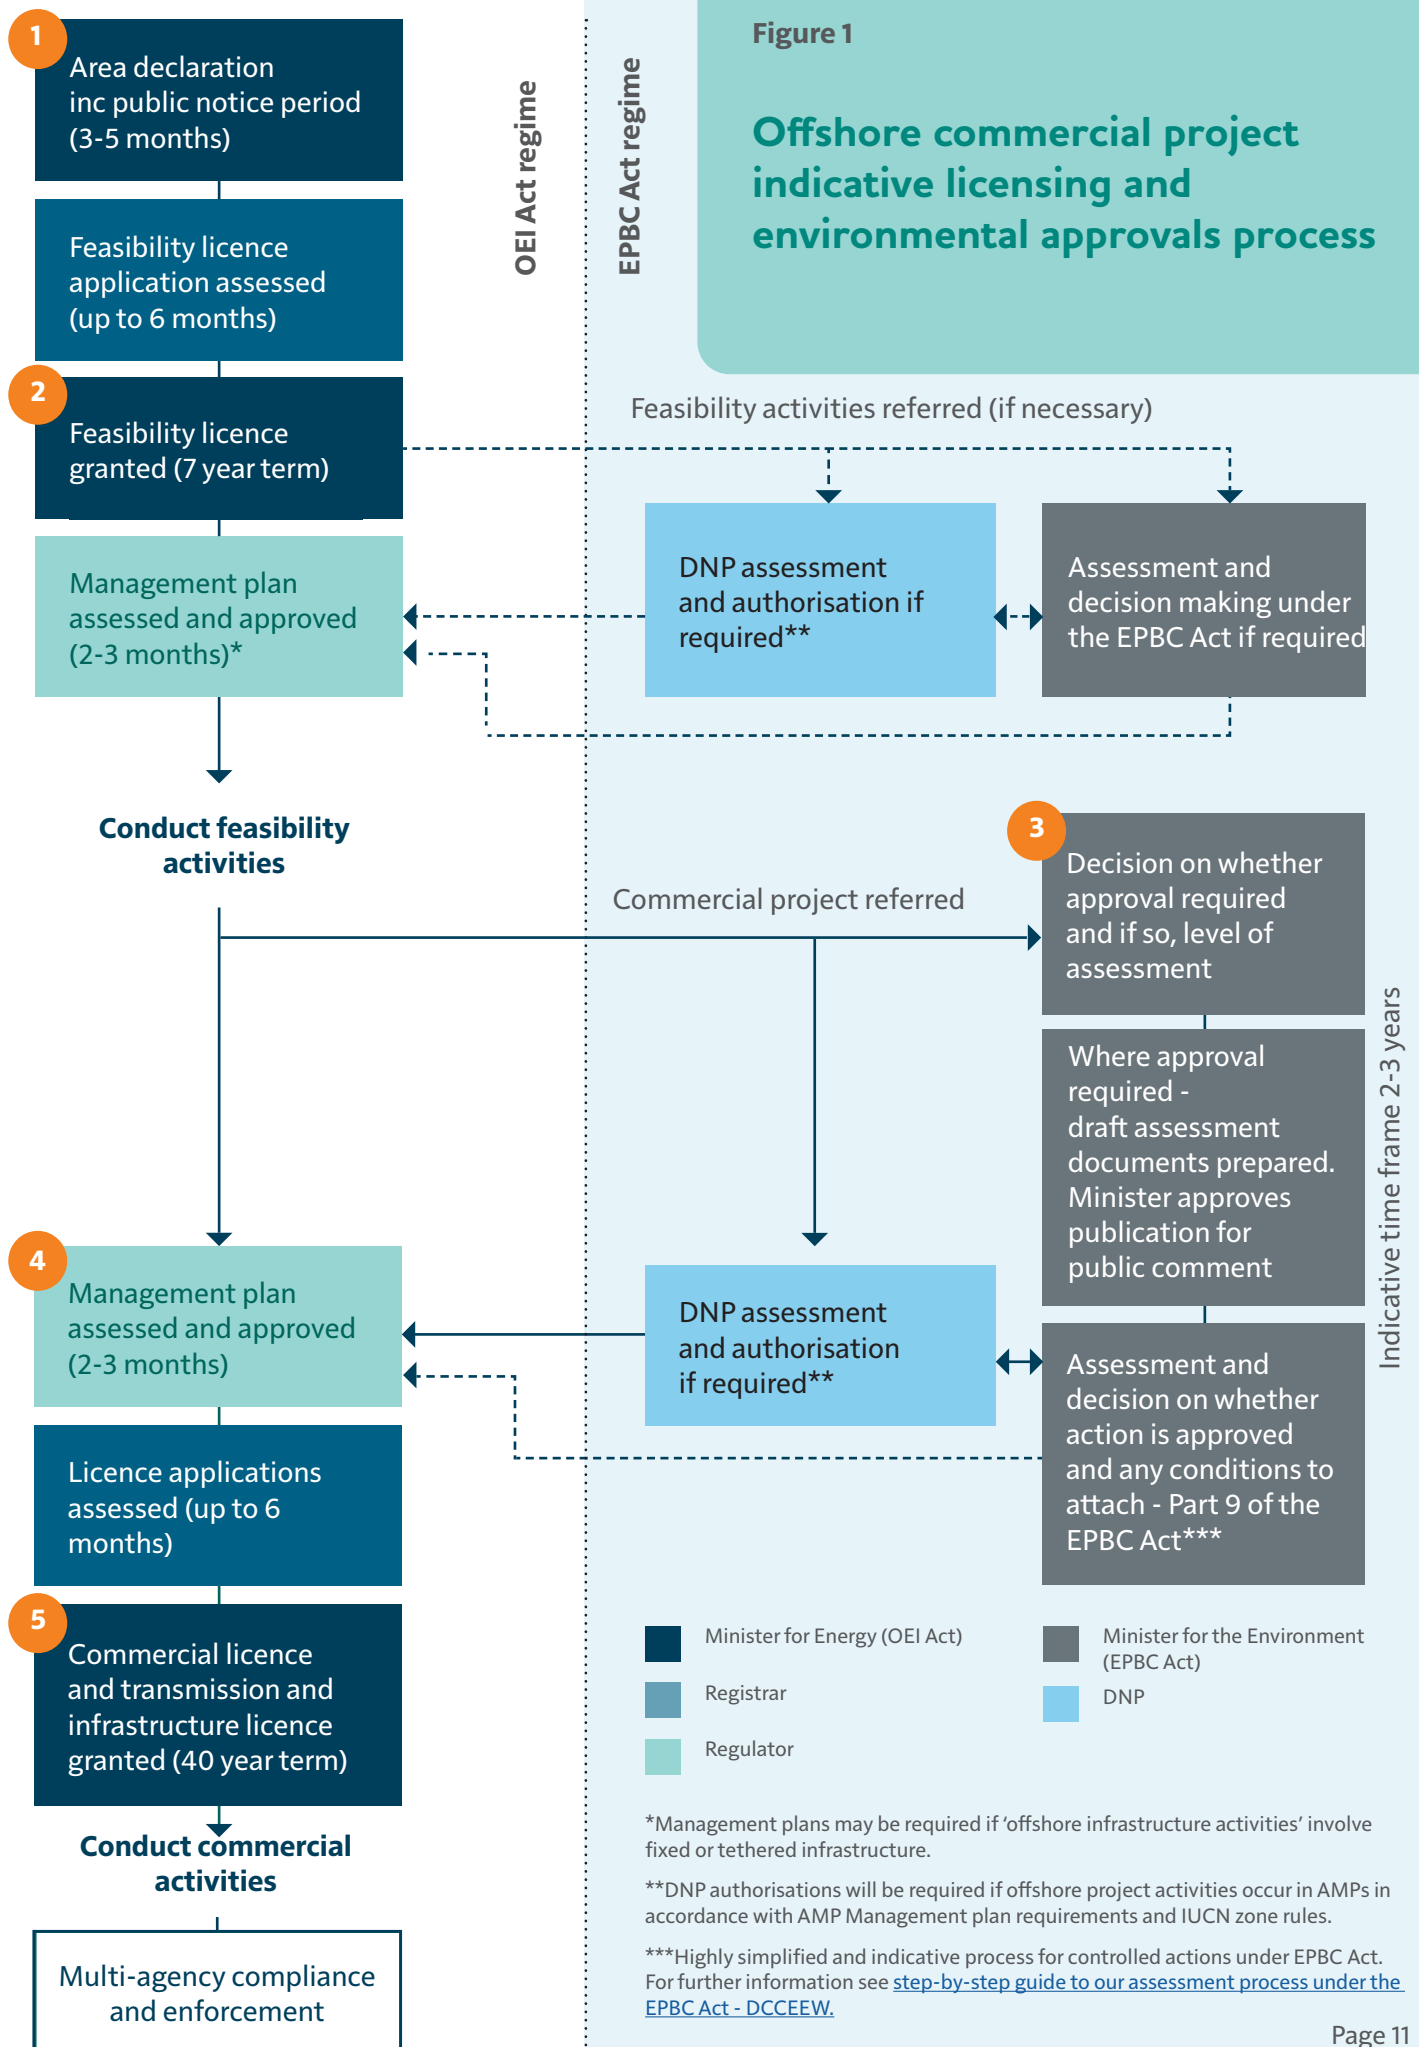 1
Area declaration
inc public notice period
(3-5 months)
Feasibility licence
application assessed
(up to 6 months)
2
Feasibility licence
granted (7 year term)
Management plan
assessed and approved
(2-3 months)*
Conduct feasibility
activities
4
Management plan
assessed and approved
(2-3 months)
Licence applications
assessed (up to 6
months)
5
Commercial licence
and transmission and
infrastructure licence
granted (40 year term)
Conduct commercial
activities
Multi-agency compliance
and enforcement
OEI Act regime
EPBC Act regime
Figure 1
Offshore commercial project
indicative licensing and
environmental approvals process
Feasibility activities referred (if necessary)
DNP assessment
and authorisation if
required**
Assessment and
decision making under
the EPBC Act if required
Commercial project referred
3
Decision on whether
approval required
and if so, level of
assessment
Where approval
required -
draft assessment
documents prepared.
Minister approves
publication for
public comment
Indicative time frame 2-3 years
DNP assessment
and authorisation
if required**
Assessment and
decision on whether
action is approved
and any conditions to
attach - Part 9 of the
EPBC Act***
Minister for Energy (OEI Act)
Registrar
Regulator
Minister for the Environment
(EPBC Act)
DNP
*Management plans may be required if ‘offshore infrastructure activities’ involve
fixed or tethered infrastructure.
**DNP authorisations will be required if offshore project activities occur in AMPs in
accordance with AMP Management plan requirements and IUCN zone rules.
***Highly simplified and indicative process for controlled actions under EPBC Act.
For further information see step-by-step guide to our assessment process under the
EPBC Act - DCCEEW.
Page 11